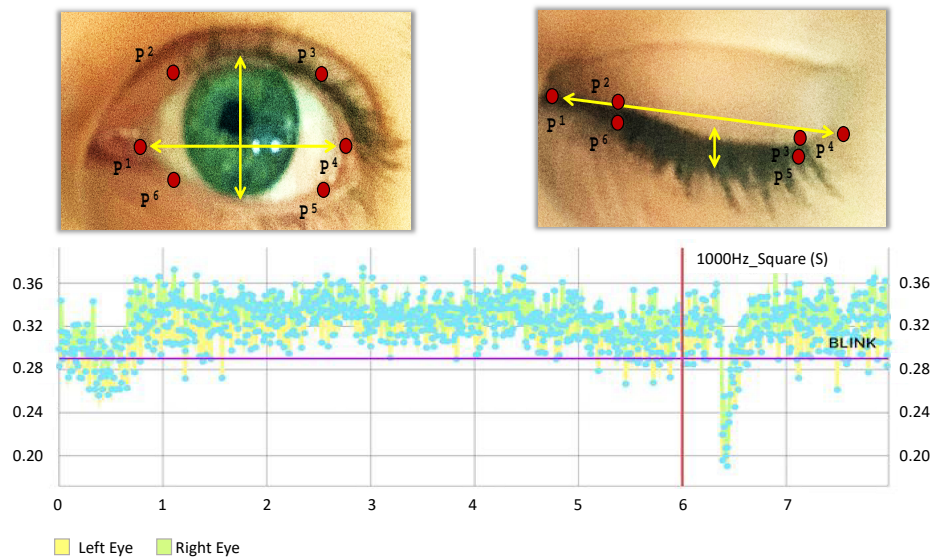 P2 P3
P1 P4
P6 P5
P2
P1 P6 P3 P4
P5
1000Hz_Square (S)
0.36 0.36
0.32 0.32
BLINK
0.28 0.28
0.24 0.24
0.20 0.20
0 1 2 3 4 5 6 7
Left Eye Right Eye